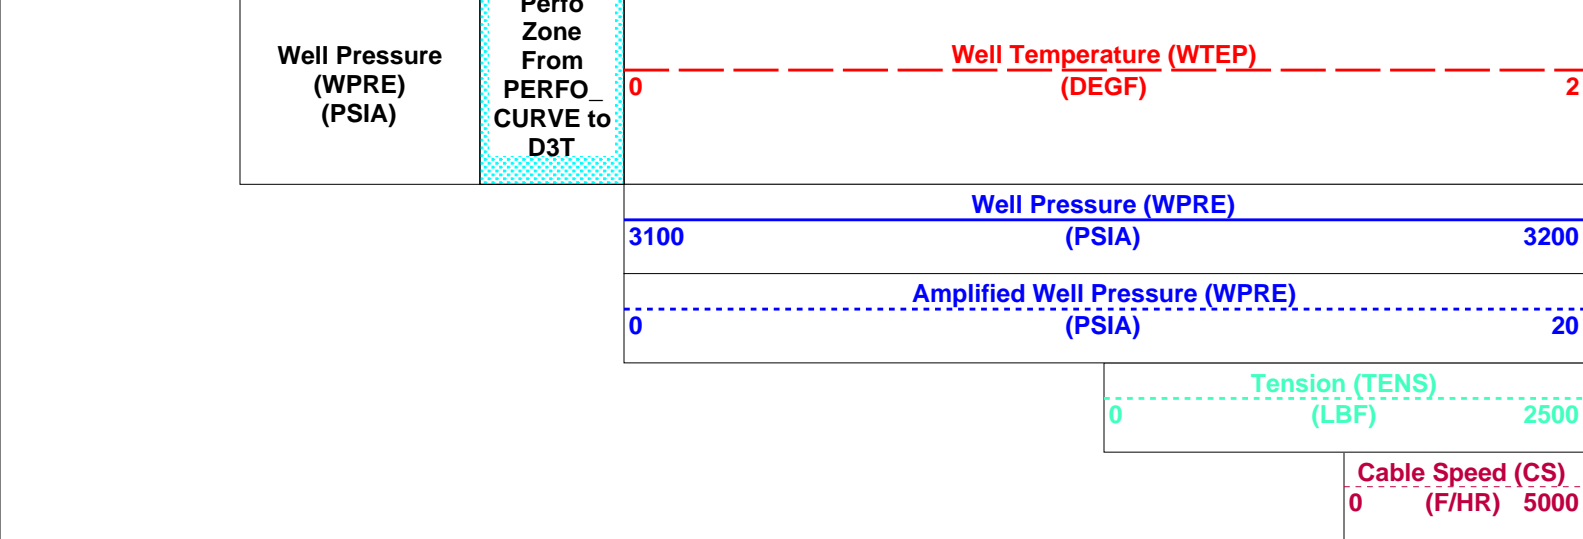 Well Pressure
(WPRE)
(PSIA)
Perfo
Zone
From
PERFO_
CURVE to
D3T
Well Temperature (WTEP)
0 (DEGF) 2
Well Pressure (WPRE)
3100 (PSIA) 3200
Amplified Well Pressure (WPRE)
0 (PSIA) 20
Tension (TENS)
0 (LBF) 2500
Cable Speed (CS)
0 (F/HR) 5000